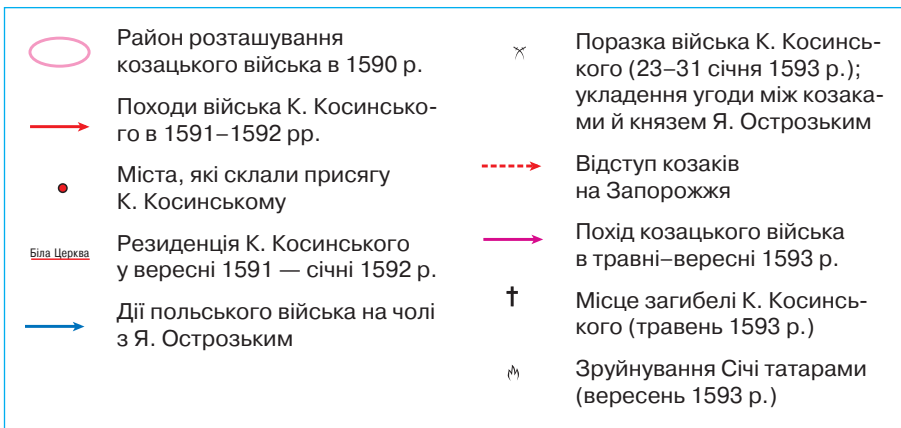 Район розташування
козацького війська в 1590 р.
Походи війська К. Косинсько-
го в 1591–1592 рр.
Міста, які склали присягу
К. Косинському
Біла Церква
Резиденція К. Косинського
у вересні 1591 — січні 1592 р.
Дії польського війська на чолі
з Я. Острозьким
Поразка війська К. Косинсь-
кого (23–31 січня 1593 р.);
укладення угоди між козака-
ми й князем Я. Острозьким
Відступ козаків
на Запорожжя
Похід козацького війська
в травні–вересні 1593 р.
Місце загибелі К. Косинсь-
кого (травень 1593 р.)
Зруйнування Січі татарами
(вересень 1593 р.)